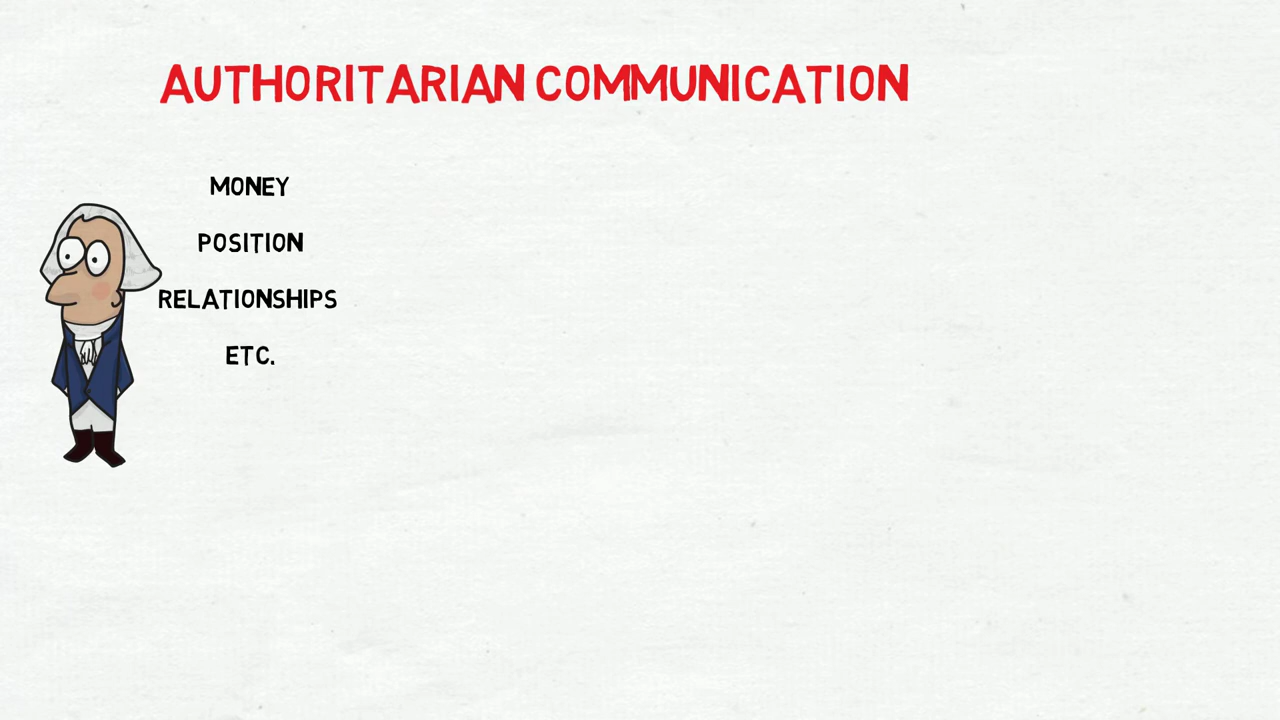 AUTHORITARIAN COMMUNICATION
MONEY
POSITION
RELATIONSHIPS
ETC.